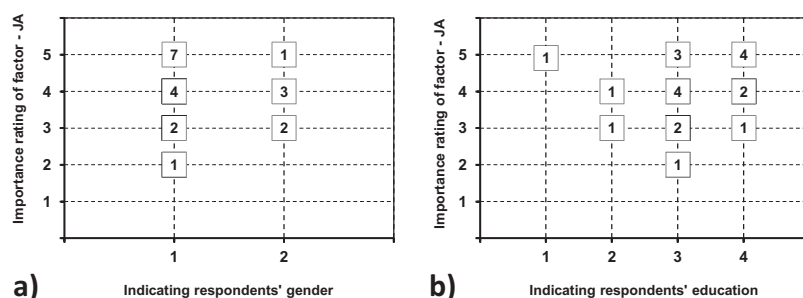 Importance rating of factor - JA
5
4
3
2
1
7 1
4 3
2 2
1
1 2
a) Indicating respondents' gender
Importance rating of factor - JA
5
4
3
2
1
1 3 4
1 4 2
1 2 1
1
1 2 3 4
b) Indicating respondents' education